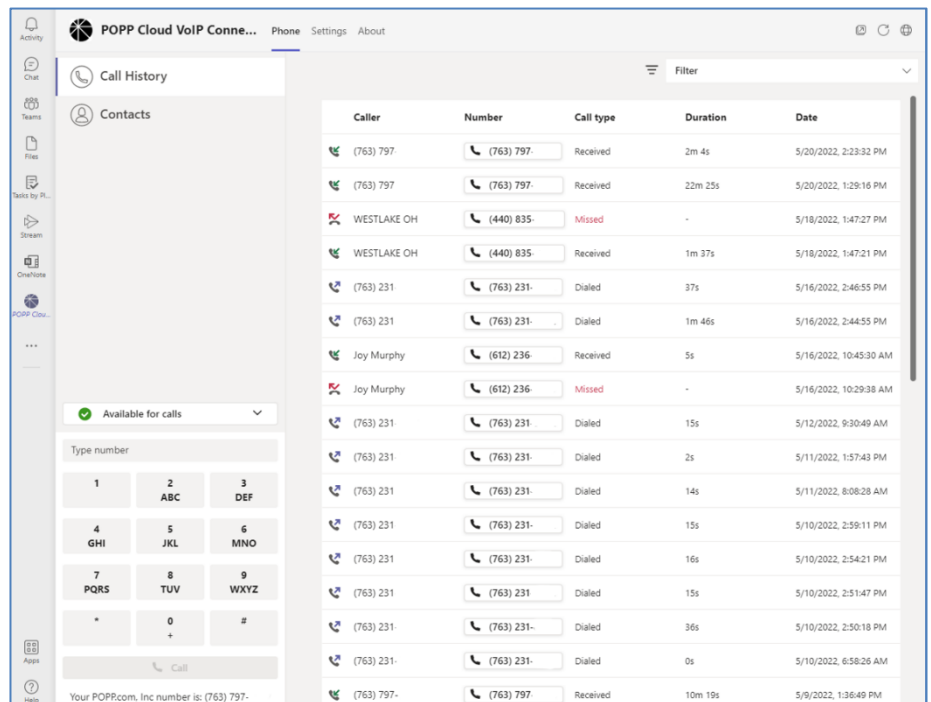 Activity
Chat
Teams
Files
Tasks by Pl...
Stream
OneNote
POPP Clou...
...
Apps
Help
POPP Cloud VoIP Conne... Phone Settings About
Call History
Contacts
Available for calls
Type number
1 2 3
ABC DEF
4 5 6
GHI JKL MNO
7 8 9
PQRS TUV WXYZ
* 0 #
+
Call
Your POPP.com, Inc number is: (763) 797-
Filter
Caller Number Call type Duration Date
(763) 797- (763) 797- Received 2m 4s 5/20/2022, 2:23:32 PM
(763) 797 (763) 797- Received 22m 25s 5/20/2022, 1:29:16 PM
WESTLAKE OH (440) 835- Missed - 5/18/2022, 1:47:27 PM
WESTLAKE OH (440) 835- Received 1m 37s 5/18/2022, 1:47:21 PM
(763) 231 (763) 231- Dialed 37s 5/16/2022, 2:46:55 PM
(763) 231 (763) 231- Dialed 1m 46s 5/16/2022, 2:44:55 PM
Joy Murphy (612) 236- Received 5s 5/16/2022, 10:45:30 AM
Joy Murphy (612) 236- Missed - 5/16/2022, 10:29:38 AM
(763) 231- (763) 231- Dialed 15s 5/12/2022, 9:30:49 AM
(763) 231- (763) 231- Dialed 2s 5/11/2022, 1:57:43 PM
(763) 231 (763) 231- Dialed 14s 5/11/2022, 8:08:28 AM
(763) 231 (763) 231- Dialed 15s 5/10/2022, 2:59:11 PM
(763) 231 (763) 231- Dialed 16s 5/10/2022, 2:54:21 PM
(763) 231 (763) 231 Dialed 15s 5/10/2022, 2:51:47 PM
(763) 231- (763) 231- Dialed 36s 5/10/2022, 2:50:18 PM
(763) 231- (763) 231- Dialed 0s 5/10/2022, 6:58:26 AM
(763) 797- (763) 797- Received 10m 19s 5/9/2022, 1:36:49 PM